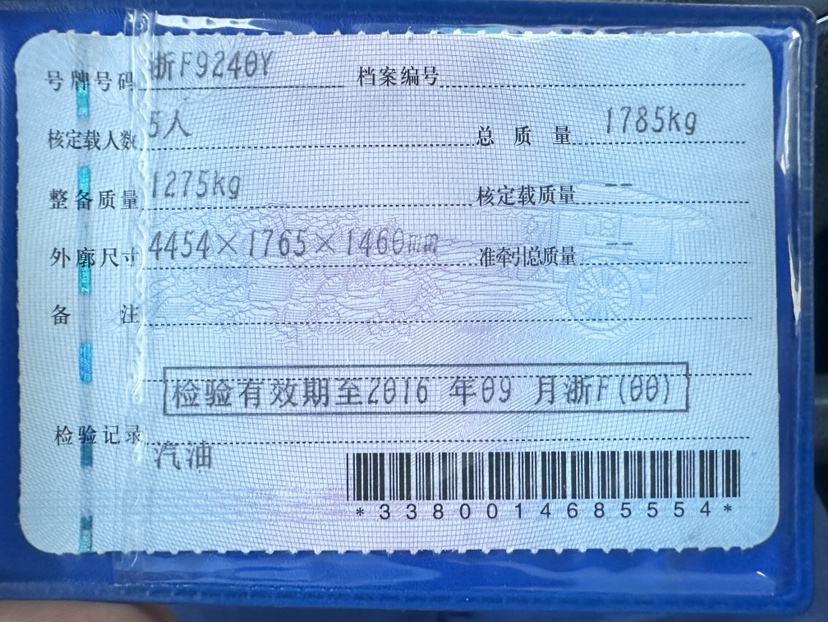 号牌号码 浙F9240Y 档案编号
核定载人数 5人 总质量 1785kg
整备质量 1275kg 核定载质量 --
外廓尺寸 4454×1765×1460mm 准牵引总质量 --
备注
检验有效期至2016 年09 月浙F(00)
检验记录
汽油
*3380014685554*